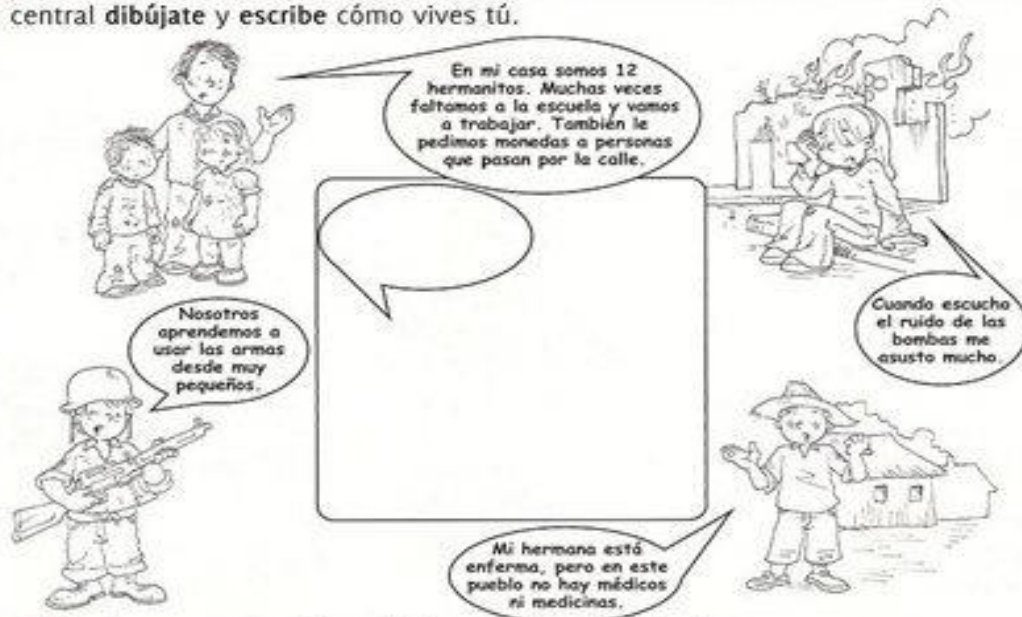 central dibújate y escribe cómo vives tú.
En mi casa somos 12
hermanitos. Muchas veces
faltamos a la escuela y vamos
a trabajar. También le
pedimos monedas a personas
que pasan por la calle.
Nosotros
aprendemos a
usar las armas
desde muy
pequeños.
Cuando escucho
el ruido de las
bombas me
asusto mucho.
Mi hermana está
enferma, pero en este
pueblo no hay médicos
ni medicinas.